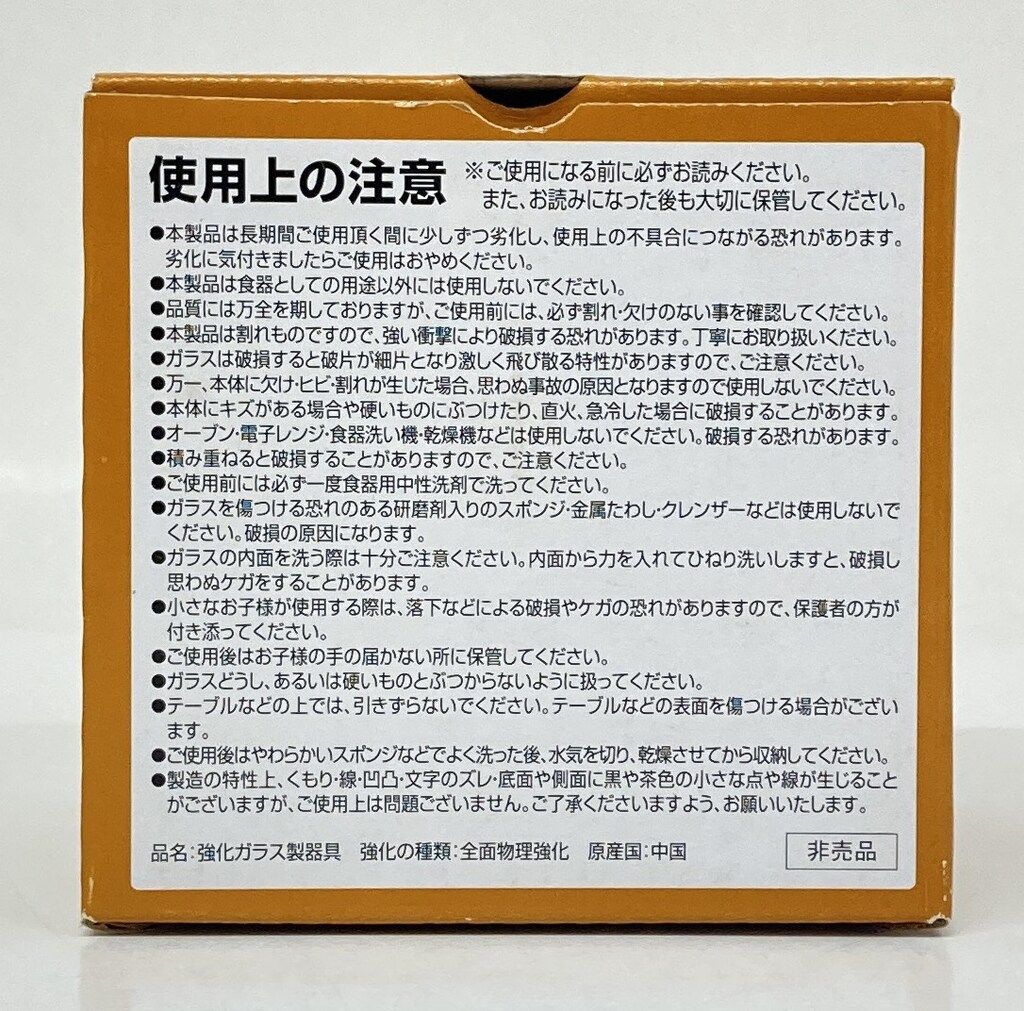 使用上の注意
※ご使用になる前に必ずお読みください。
また、お読みになった後も大切に保管してください。
●本製品は長期間ご使用頂く間に少しずつ劣化し、使用上の不具合につながる恐れがあります。
劣化に気付きましたらご使用はおやめください。
●本製品は食器としての用途以外には使用しないでください。
●品質には万全を期しておりますが、ご使用前には、必ず割れ・欠けのない事を確認してください。
●本製品は割れものですので、強い衝撃により破損する恐れがあります。丁寧にお取り扱いください。
●ガラスは破損すると破片が細片となり激しく飛び散る特性がありますので、ご注意ください。
●万一、本体に欠け・ヒビ・割れが生じた場合、思わぬ事故の原因となりますので使用しないでください。
●本体にキズがある場合や硬いものにぶつけたり、直火、急冷した場合に破損することがあります。
●オーブン・電子レンジ・食器洗い機・乾燥機などは使用しないでください。破損する恐れがあります。
●積み重ねると破損することがありますので、ご注意ください。
●ご使用前には必ず一度食器用中性洗剤で洗ってください。
●ガラスを傷つける恐れのある研磨剤入りのスポンジ・金属たわし・クレンザーなどは使用しないで
ください。破損の原因になります。
●ガラスの内面を洗う際は十分ご注意ください。内面から力を入れてひねり洗いしますと、破損し
思わぬケガをすることがあります。
●小さなお子様が使用する際は、落下などによる破損やケガの恐れがありますので、保護者の方が
付き添ってください。
●ご使用後はお子様の手の届かない所に保管してください。
●ガラスどうし、あるいは硬いものとぶつからないように扱ってください。
●テーブルなどの上では、引きずらないでください。テーブルなどの表面を傷つける場合がござい
ます。
●ご使用後はやわらかいスポンジなどでよく洗った後、水気を切り、乾燥させてから収納してください。
●製造の特性上、くもり・線・凹凸・文字のズレ・底面や側面に黒や茶色の小さな点や線が生じること
がございますが、ご使用上は問題ございません。ご了承くださいますよう、お願いいたします。
品名:強化ガラス製器具 強化の種類:全面物理強化 原産国:中国
非売品